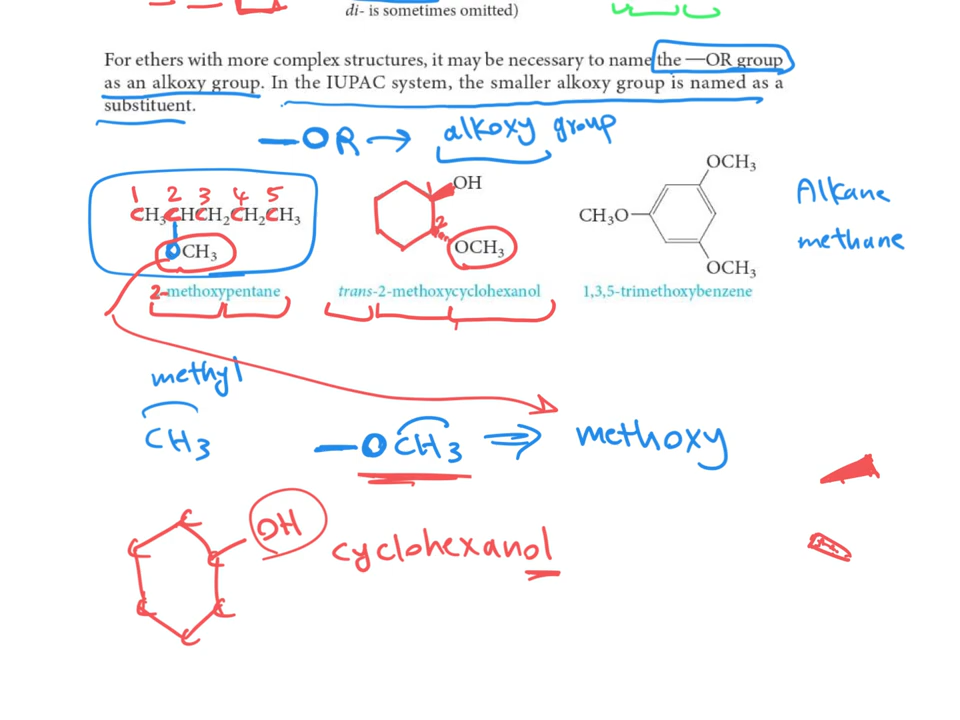 di- is sometimes omitted)
For ethers with more complex structures, it may be necessary to name the —OR group
as an alkoxy group. In the IUPAC system, the smaller alkoxy group is named as a
substituent.
—OR → alkoxy group
1 2 3 4 5
CH₃CHCH₂CH₂CH₃
OCH₃
2-methoxypentane
OH
2
OCH₃
trans-2-methoxycyclohexanol
OCH₃
CH₃O
OCH₃
1,3,5-trimethoxybenzene
Alkane
methane
methyl
CH₃
—OCH₃ ⇒ methoxy
C
C
C
C
C
C
OH
cyclohexanol